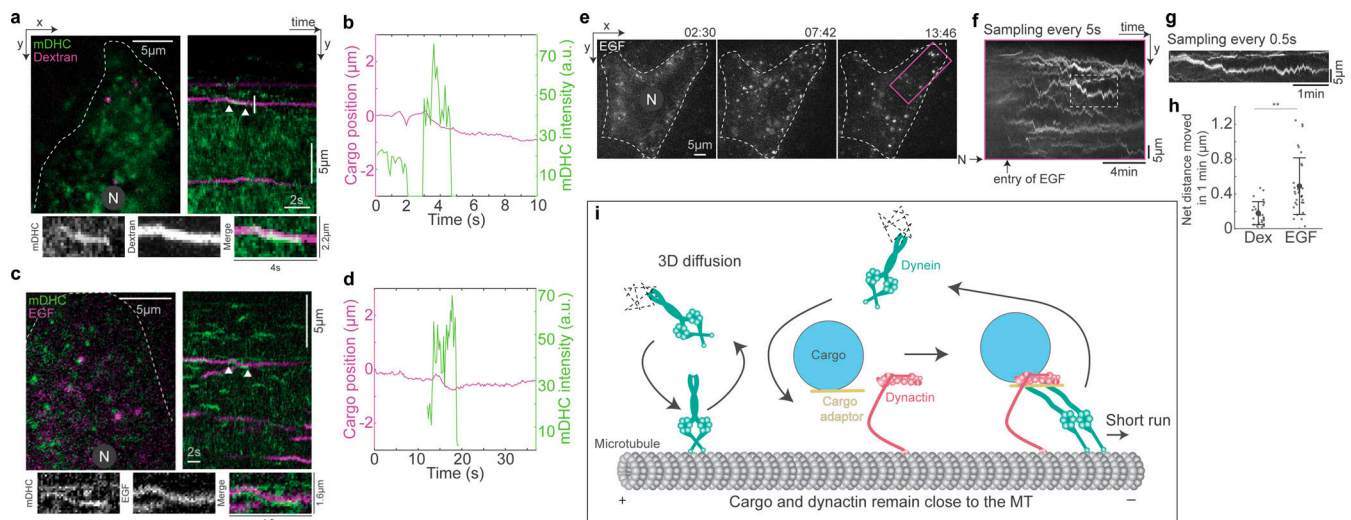 a
x
y
mDHC
Dextran
5µm
N
time
y
5µm
2s
mDHC
Dextran
Merge
2.2µm
4s
b
Cargo position (µm)
2
0
-2
mDHC intensity (a.u.)
70
50
30
10
0 2 4 6 8 10
Time (s)
c
mDHC
EGF
5µm
N
5µm
2s
mDHC
EGF
Merge
1.6µm
d
Cargo position (µm)
2
0
-2
mDHC intensity (a.u.)
70
50
30
10
0 10 20 30
Time (s)
e
x
y
EGF
02:30
07:42
13:46
N
5µm
f
Sampling every 5s
time
y
N
entry of EGF
4min
5µm
g
Sampling every 0.5s
5µm
1min
h
Net distance moved
in 1 min (µm)
**
1.2
0.8
0.4
0
Dex EGF
i
3D diffusion
Dynein
Cargo
Cargo
adaptor
Dynactin
Short run
Microtubule
+
Cargo and dynactin remain close to the MT
−